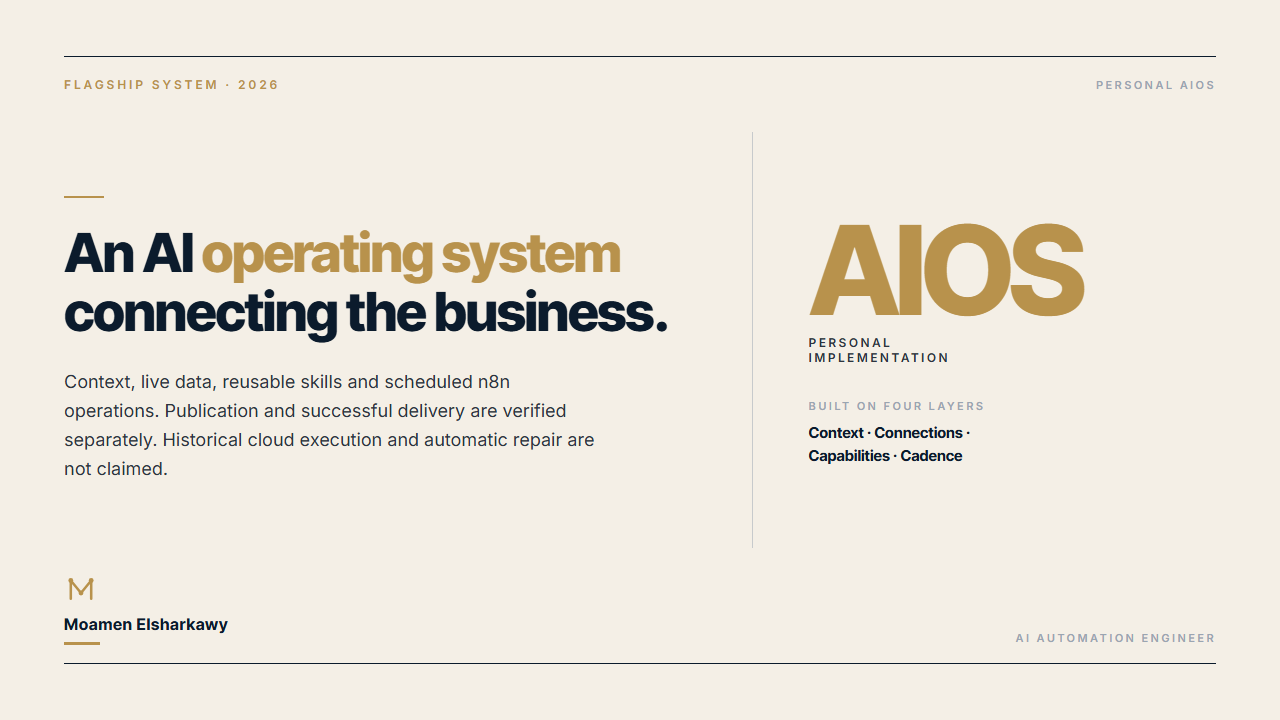 FLAGSHIP SYSTEM · 2026
PERSONAL AIOS
An AI operating system
connecting the business.
Context, live data, reusable skills and scheduled n8n
operations. Publication and successful delivery are verified
separately. Historical cloud execution and automatic repair are
not claimed.
AIOS
PERSONAL
IMPLEMENTATION
BUILT ON FOUR LAYERS
Context · Connections ·
Capabilities · Cadence
Moamen Elsharkawy
AI AUTOMATION ENGINEER